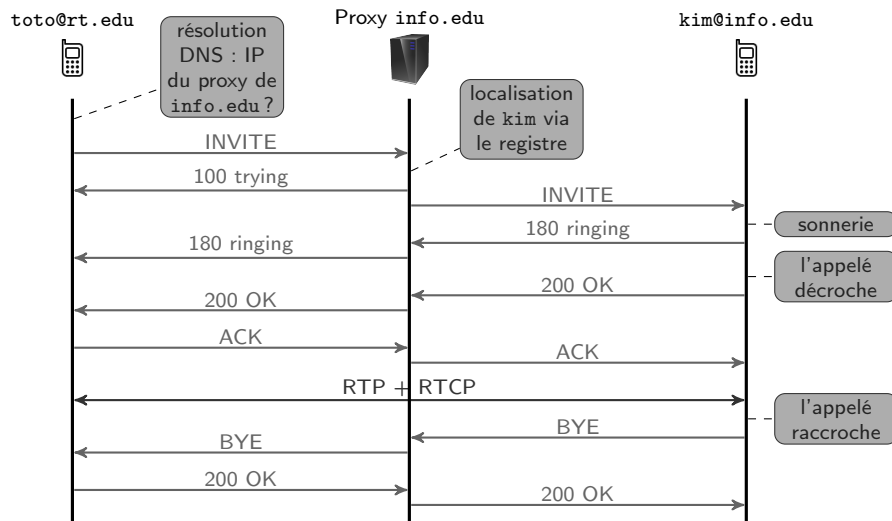 toto@rt.edu
Proxy info.edu
kim@info.edu
résolution
DNS : IP
du proxy de
info.edu ?
localisation
de kim via
le registre
INVITE
100 trying
INVITE
sonnerie
180 ringing
180 ringing
l'appelé
décroche
200 OK
200 OK
ACK
ACK
RTP + RTCP
l'appelé
raccroche
BYE
BYE
200 OK
200 OK